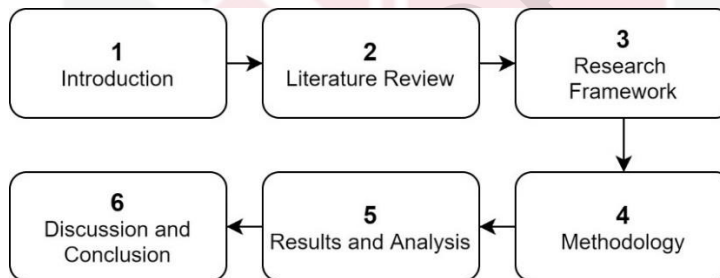 1
Introduction
2
Literature Review
3
Research
Framework
4
Methodology
5
Results and Analysis
6
Discussion and
Conclusion